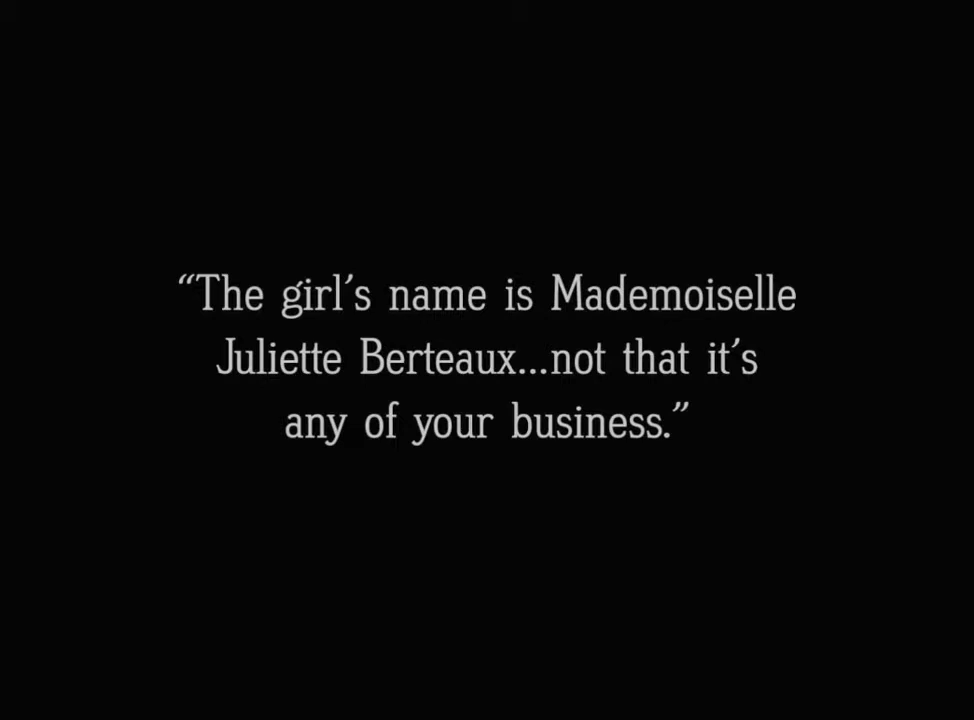 “The girl’s name is Mademoiselle
Juliette Berteaux...not that it’s
any of your business.”